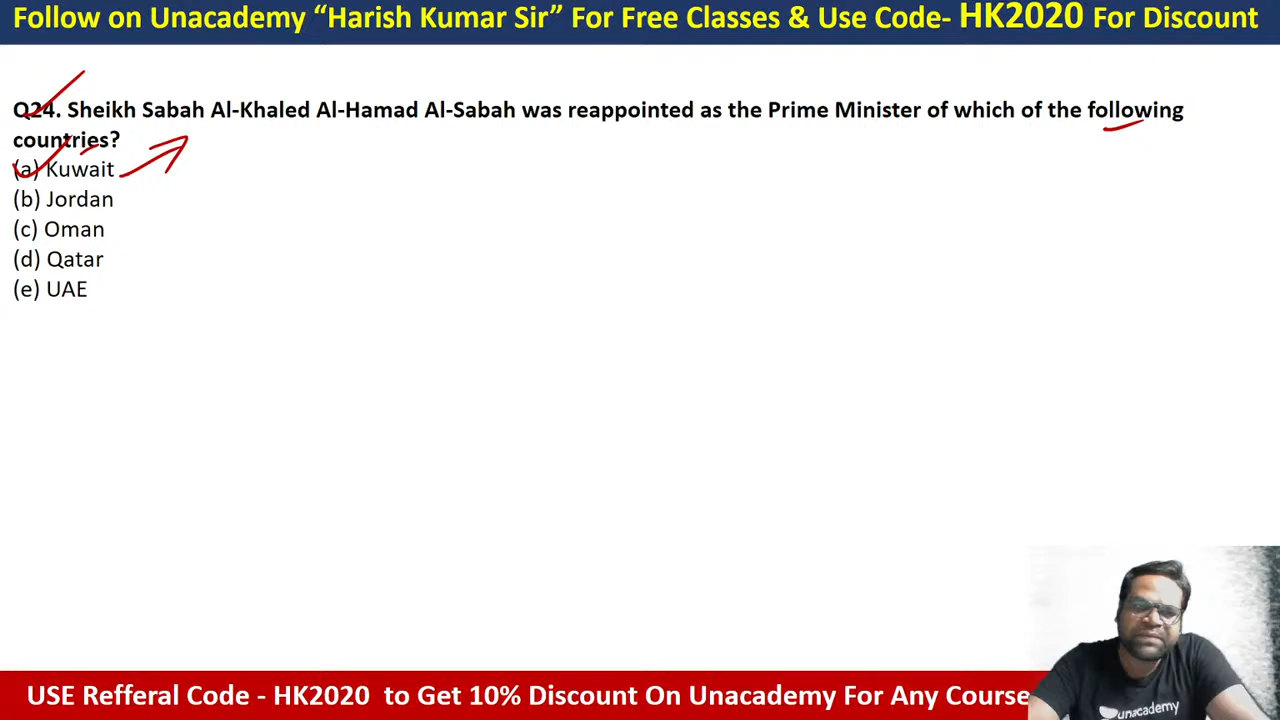 Follow on Unacademy “Harish Kumar Sir” For Free Classes & Use Code- HK2020 For Discount
Q24. Sheikh Sabah Al-Khaled Al-Hamad Al-Sabah was reappointed as the Prime Minister of which of the following
countries?
(a) Kuwait
(b) Jordan
(c) Oman
(d) Qatar
(e) UAE
USE Refferal Code - HK2020 to Get 10% Discount On Unacademy For Any Course
unacademy